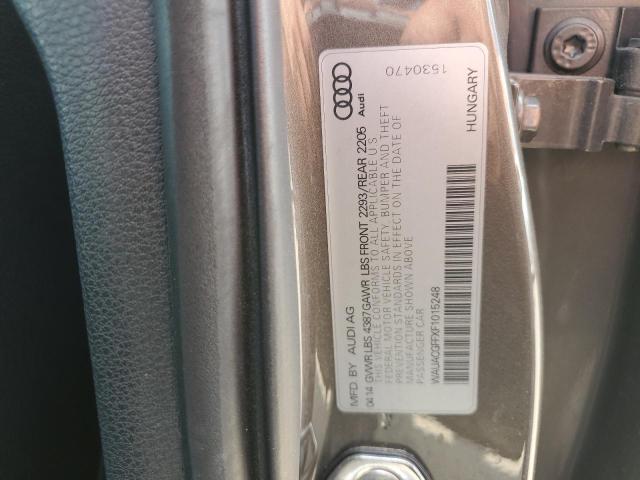 MFD. BY AUDI AG
04.14 GVWR LBS 4387 GAWR LBS FRONT 2293/REAR 2205
THIS VEHICLE CONFORMS TO ALL APPLICABLE U S
FEDERAL MOTOR VEHICLE SAFETY, BUMPER AND THEFT
PREVENTION STANDARDS IN EFFECT ON THE DATE OF
MANUFACTURE SHOWN ABOVE
PASSENGER CAR
WAUACGFFXF1015248
HUNGARY
Audi
1530470